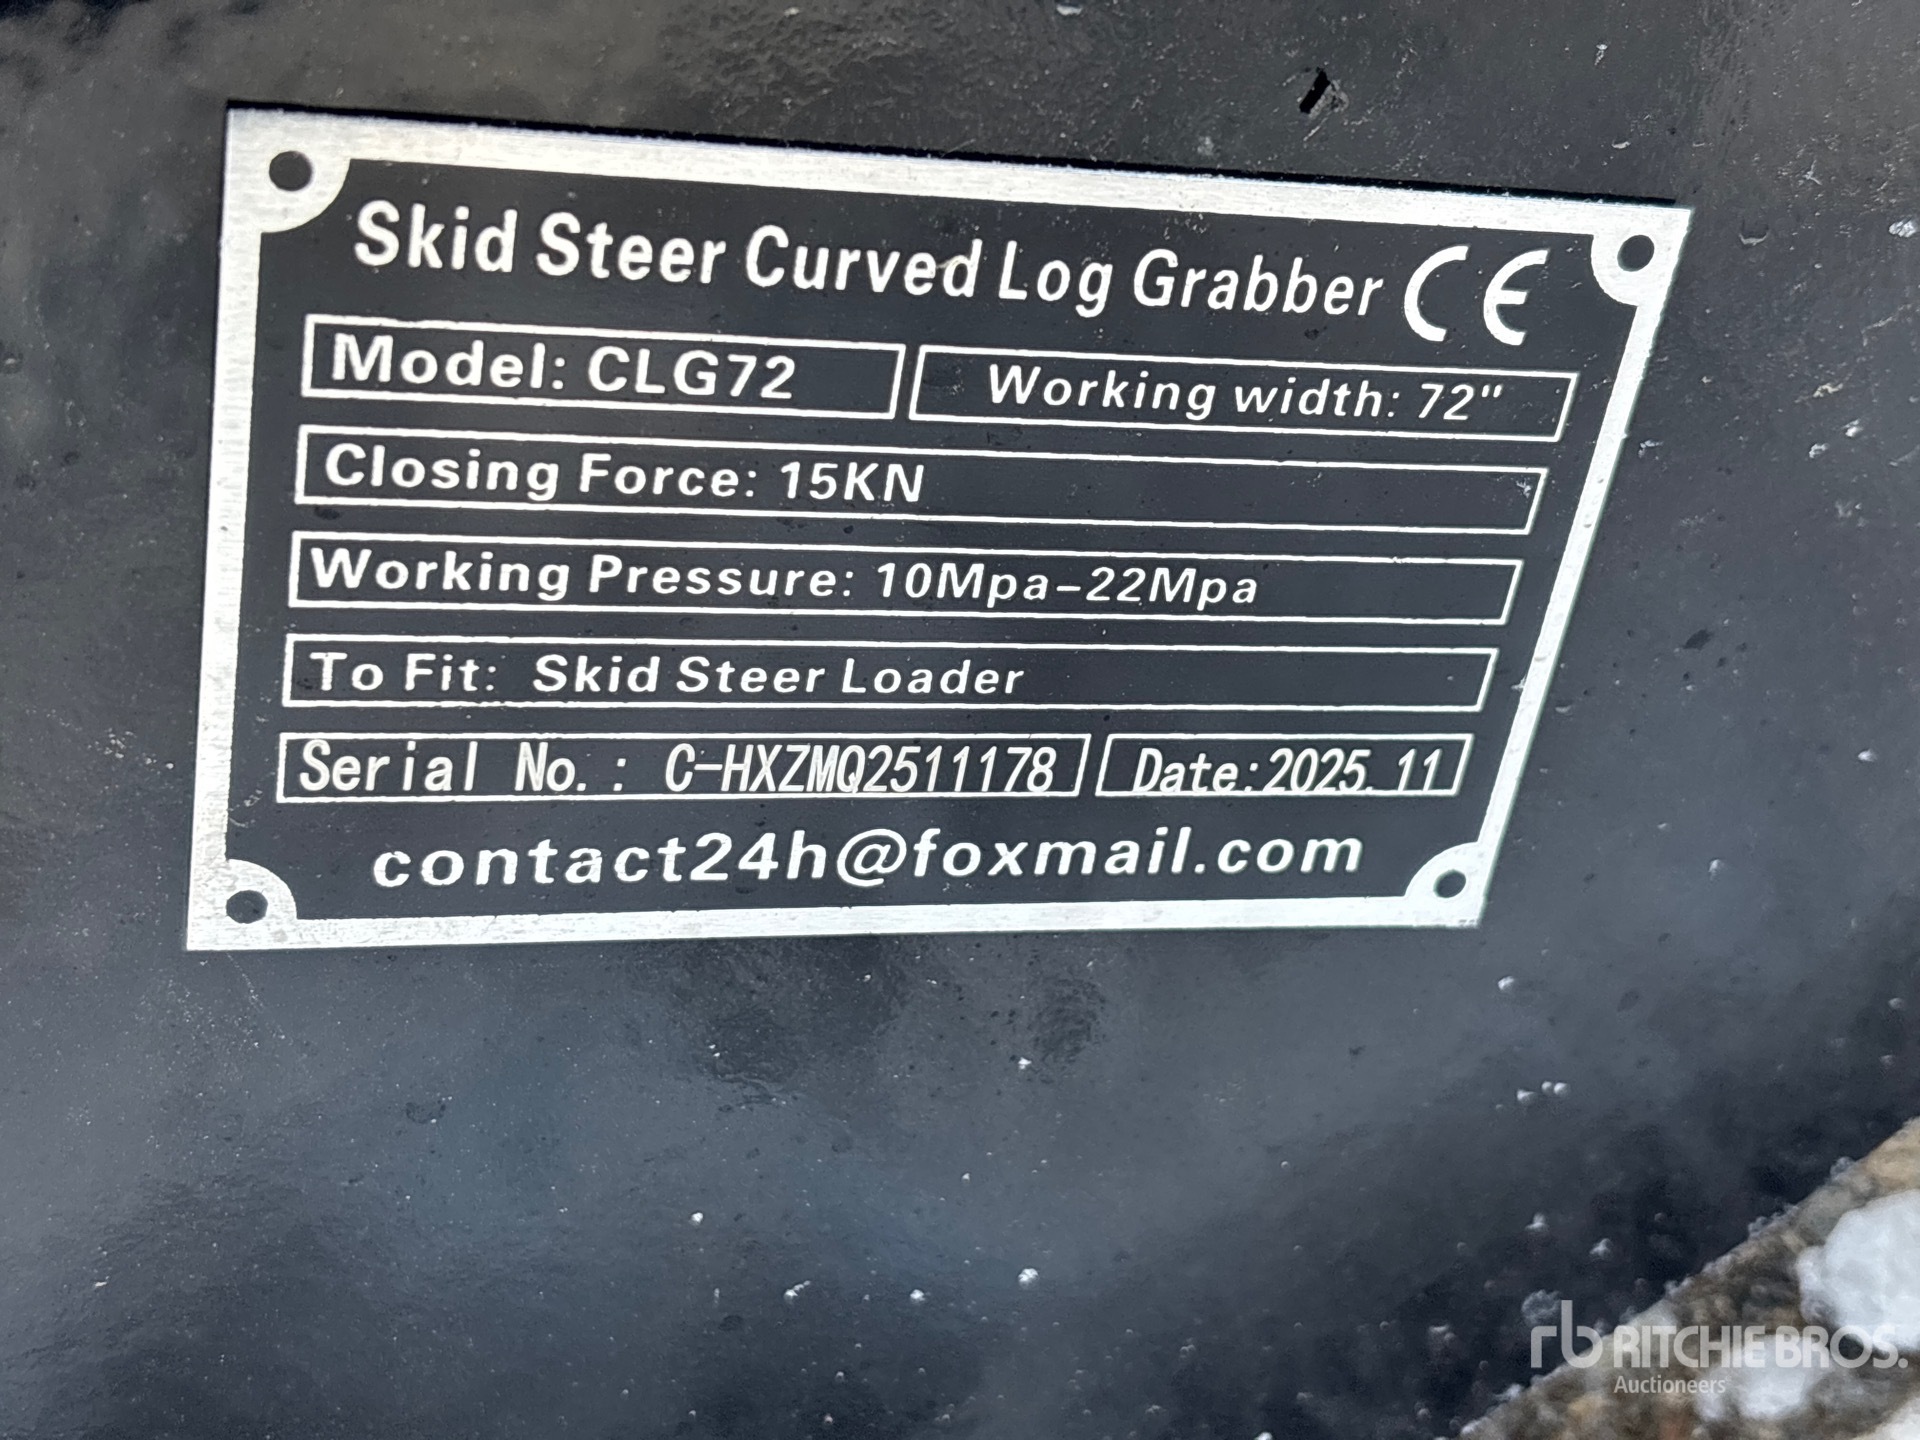 Skid Steer Curved Log Grabber CE
Model: CLG72
Working width: 72"
Closing Force: 15KN
Working Pressure: 10Mpa-22Mpa
To Fit: Skid Steer Loader
Serial No.: C-HXZMQ2511178
Date:2025.11
contact24h@foxmail.com
rb RITCHIE BROS.
Auctioneers